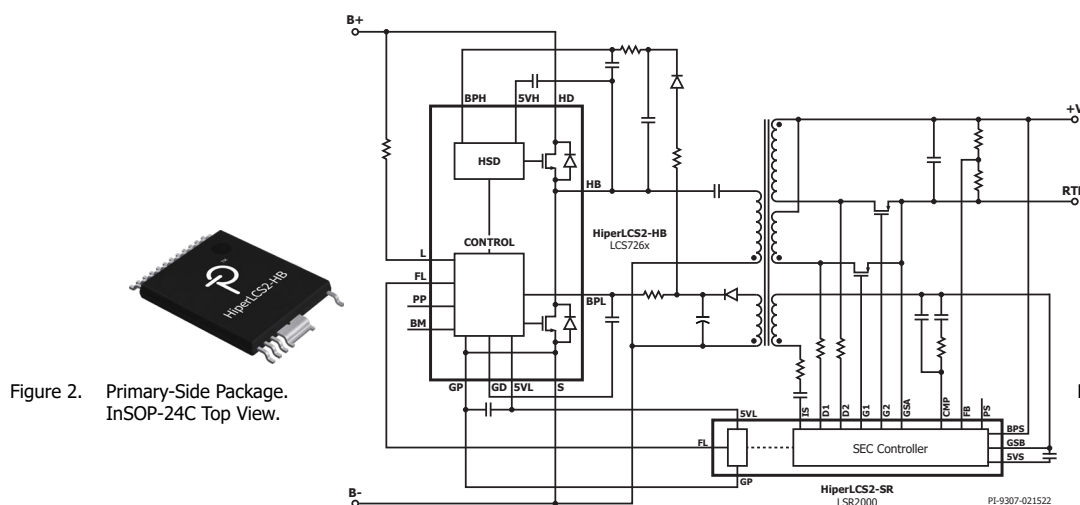 B+
BPH
5VH
HD
HSD
HB
+V
RT
HiperLCS2-HB
LCS726x
L
CONTROL
FL
PP
BM
BPL
HiperLCS2-HB
GP
GD
5VL
S
Figure 2. Primary-Side Package.
InSOP-24C Top View.
IS
D1
D2
G1
G2
GSA
CMP
FB
PS
5VL
BPS
FL
SEC Controller
GSB
5VS
GP
HiperLCS2-SR
LSR2000
B-
PI-9307-021522